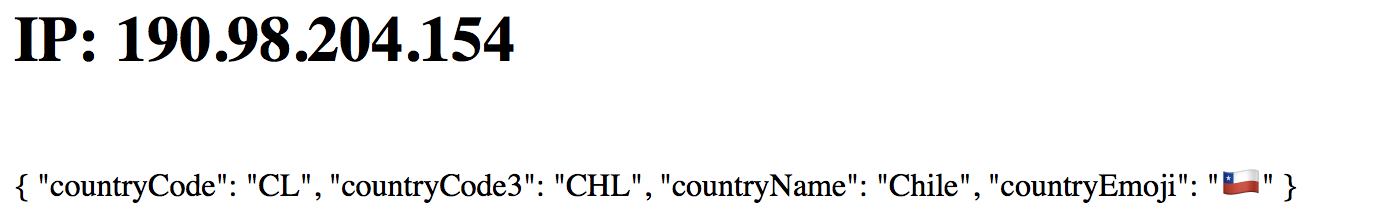 IP: 190.98.204.154
{ "countryCode": "CL", "countryCode3": "CHL", "countryName": "Chile", "countryEmoji": "🇨🇱" }